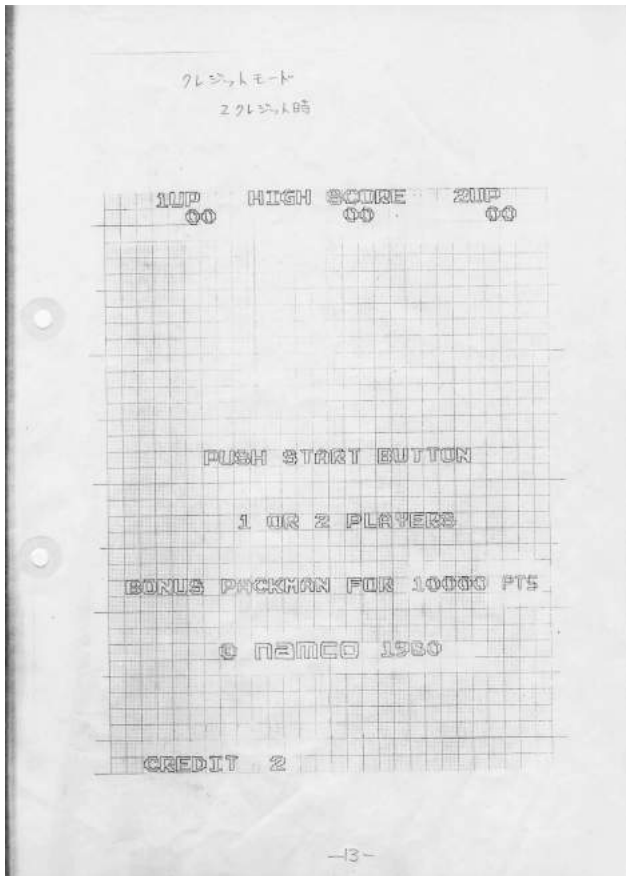 クレジットモード
2クレジット時
1UP HIGH SCORE 2UP
00 00 00
PUSH START BUTTON
1 OR 2 PLAYERS
BONUS PACKMAN FOR 10000 PTS
© namco 1980
CREDIT 2
—13—